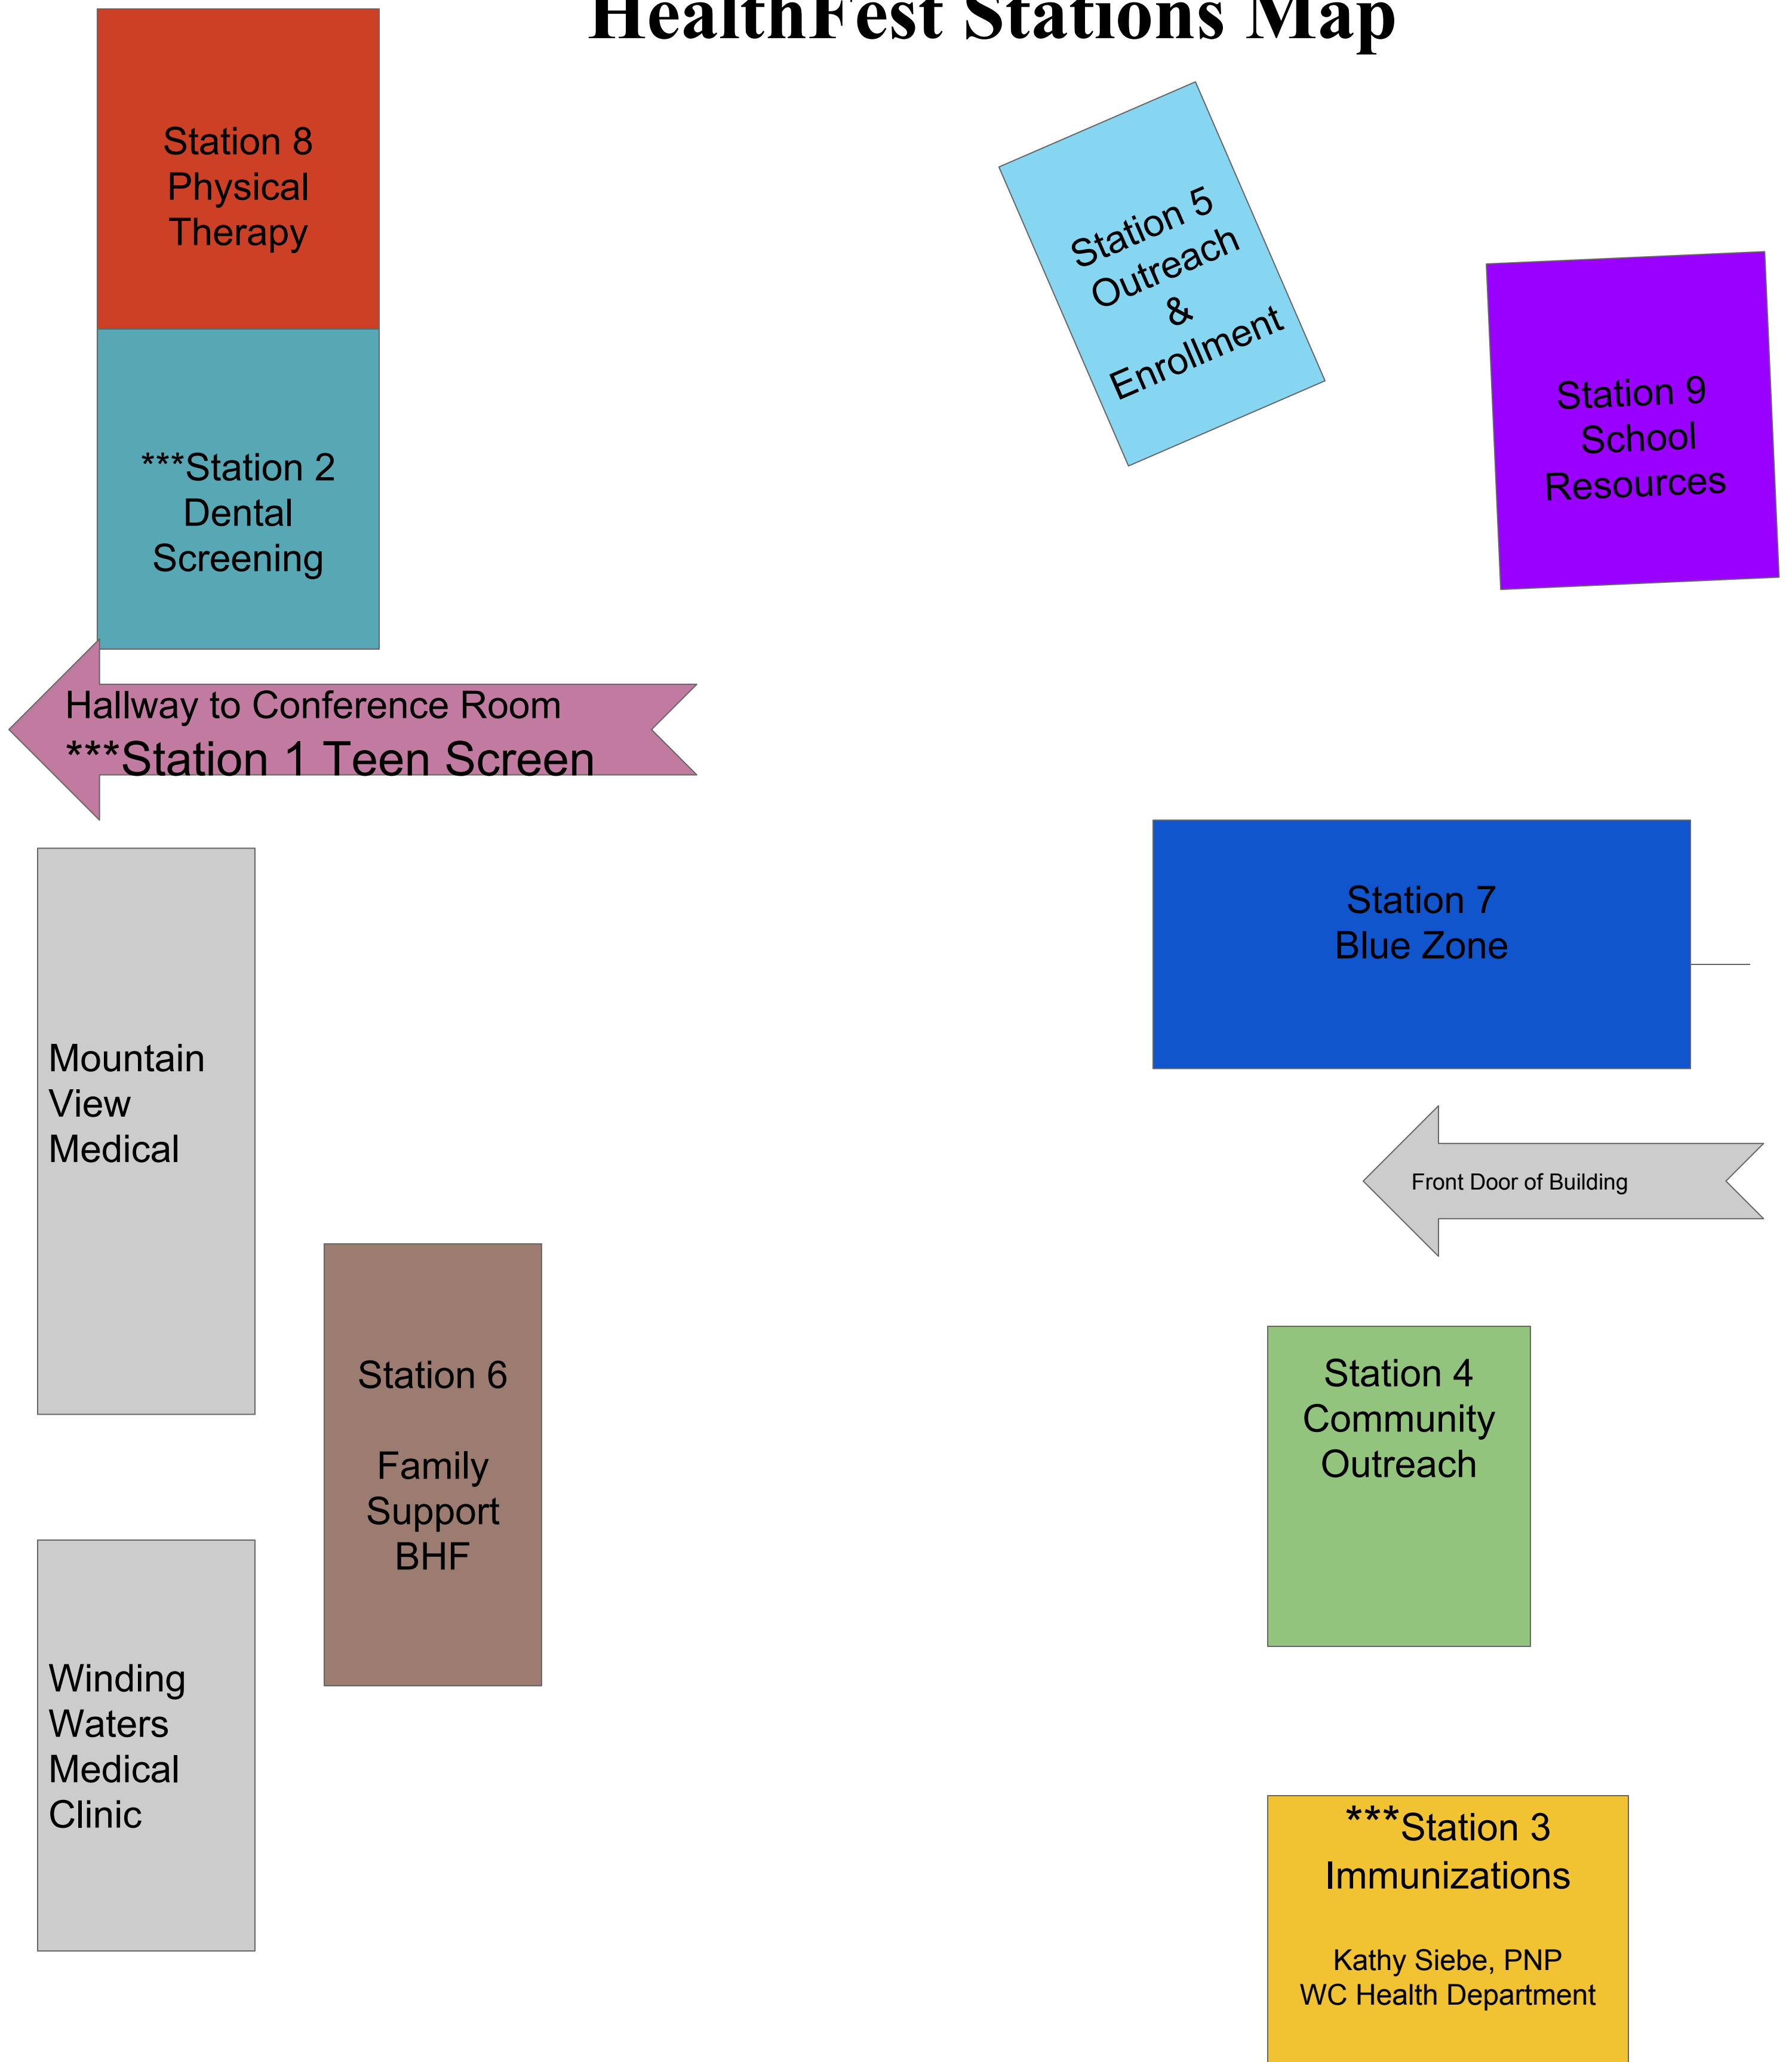 HealthFest Stations Map
Station 8
Physical
Therapy
Station 5
Outreach
&
Enrollment
Station 9
School
Resources
***Station 2
Dental
Screening
Hallway to Conference Room
***Station 1 Teen Screen
Station 7
Blue Zone
Mountain
View
Medical
Front Door of Building
Station 6
Family
Support
BHF
Station 4
Community
Outreach
Winding
Waters
Medical
Clinic
***Station 3
Immunizations
Kathy Siebe, PNP
WC Health Department